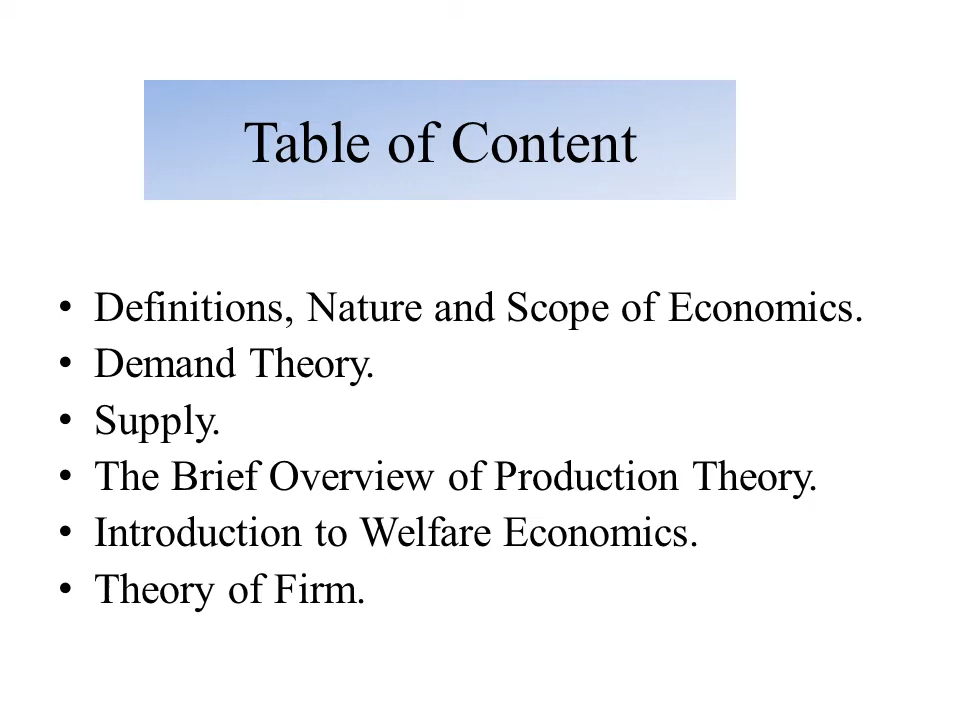 Table of Content
• Definitions, Nature and Scope of Economics.
• Demand Theory.
• Supply.
• The Brief Overview of Production Theory.
• Introduction to Welfare Economics.
• Theory of Firm.